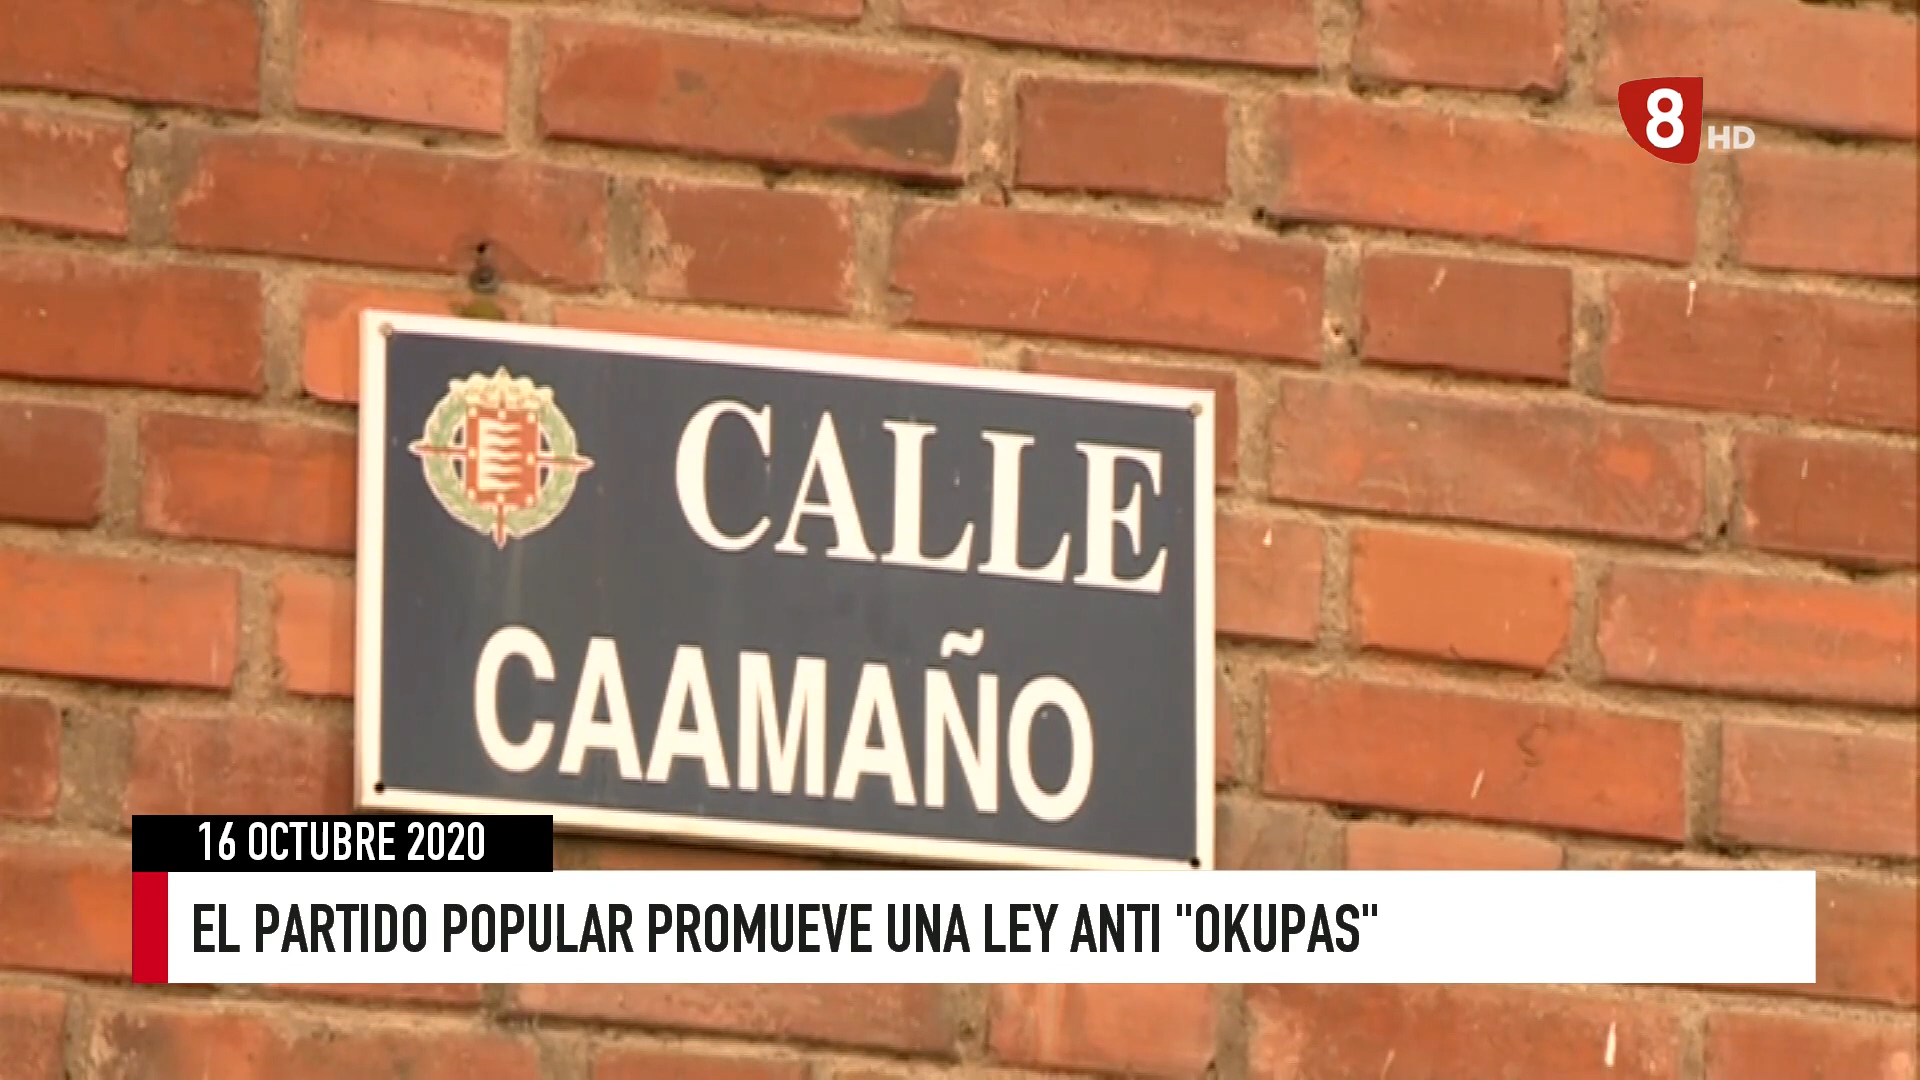 8 HD
CALLE
CAAMAÑO
16 OCTUBRE 2020
EL PARTIDO POPULAR PROMUEVE UNA LEY ANTI "OKUPAS"